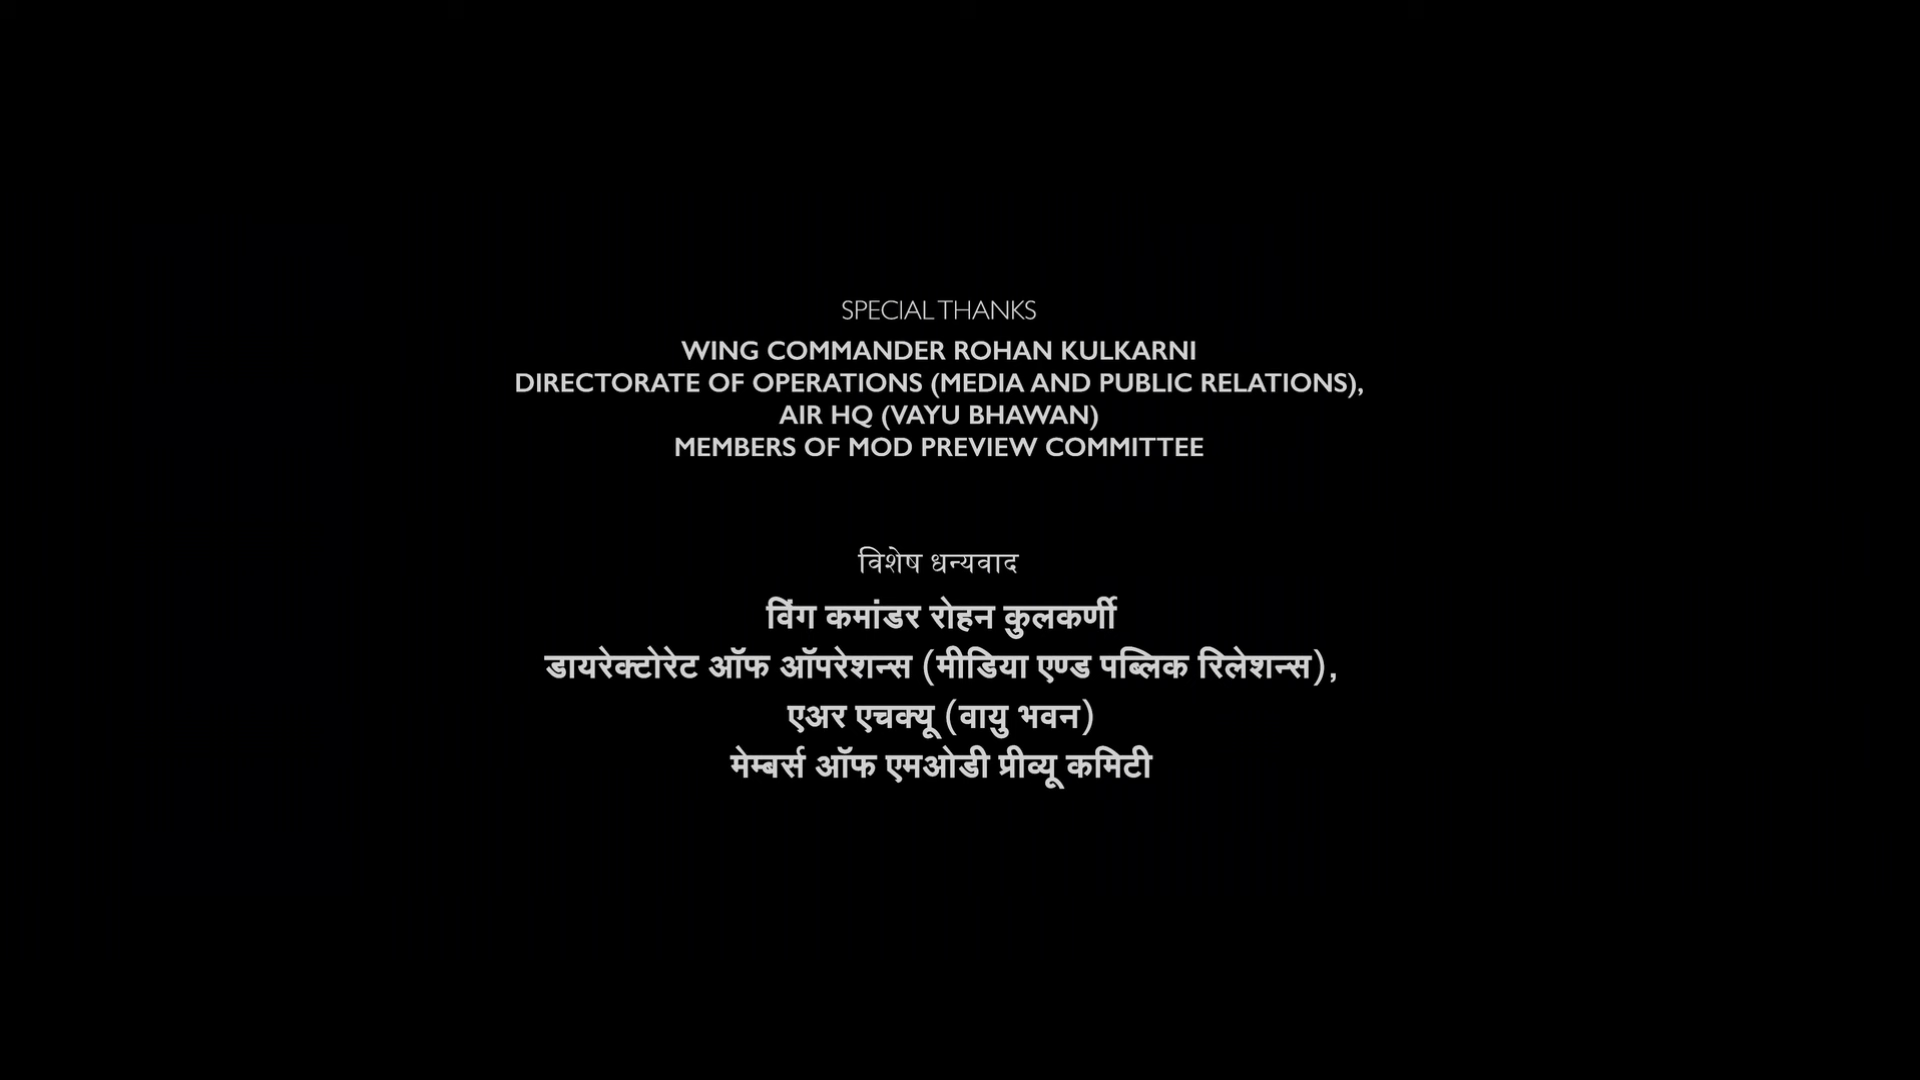 SPECIAL THANKS
WING COMMANDER ROHAN KULKARNI
DIRECTORATE OF OPERATIONS (MEDIA AND PUBLIC RELATIONS),
AIR HQ (VAYU BHAWAN)
MEMBERS OF MOD PREVIEW COMMITTEE
विशेष धन्यवाद
विंग कमांडर रोहन कुलकर्णी
डायरेक्टोरेट ऑफ ऑपरेशन्स (मीडिया एण्ड पब्लिक रिलेशन्स),
एअर एचक्यू (वायु भवन)
मेम्बर्स ऑफ एमओडी प्रीव्यू कमिटी